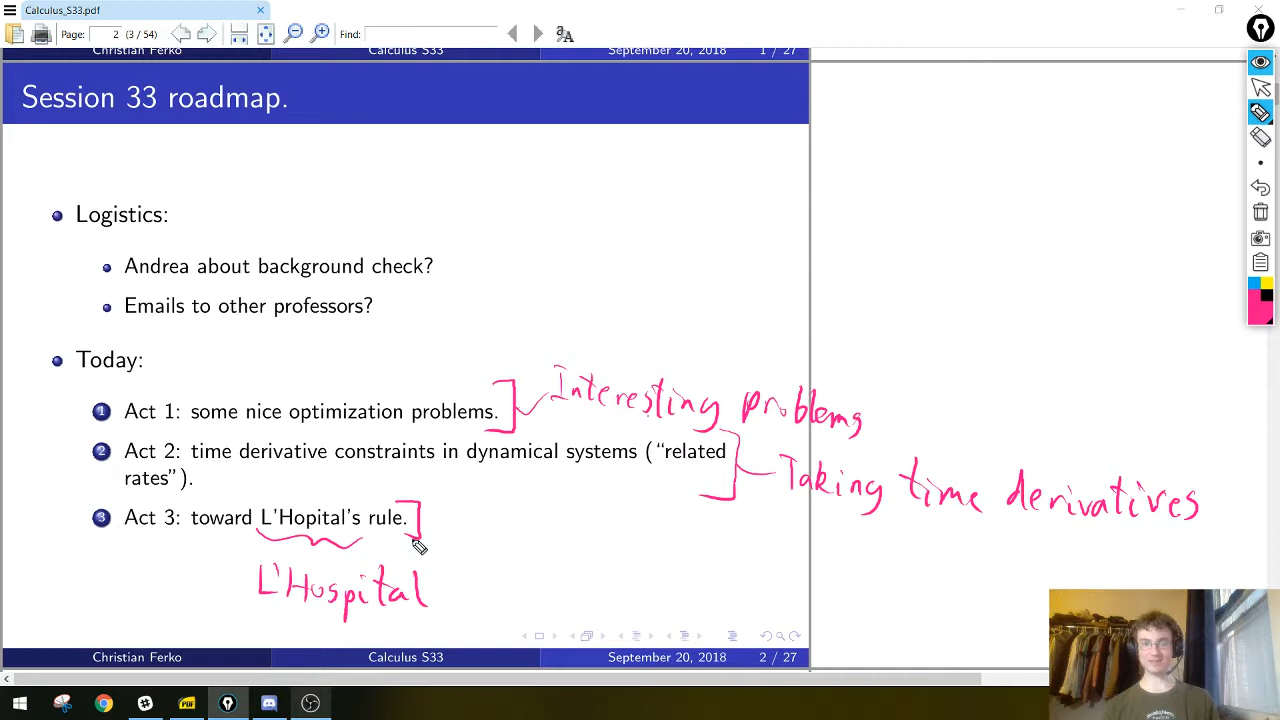 Calculus_S33.pdf
Page: 2 (3 / 54) Find:
Christian Ferko Calculus S33 September 20, 2018 1 / 27
Session 33 roadmap.
Logistics:
Andrea about background check?
Emails to other professors?
Today:
1 Act 1: some nice optimization problems.
Interesting problems
2 Act 2: time derivative constraints in dynamical systems (“related
rates”).
Taking time derivatives
3 Act 3: toward L'Hopital's rule.
L'Hospital
Christian Ferko Calculus S33 September 20, 2018 2 / 27
PDF